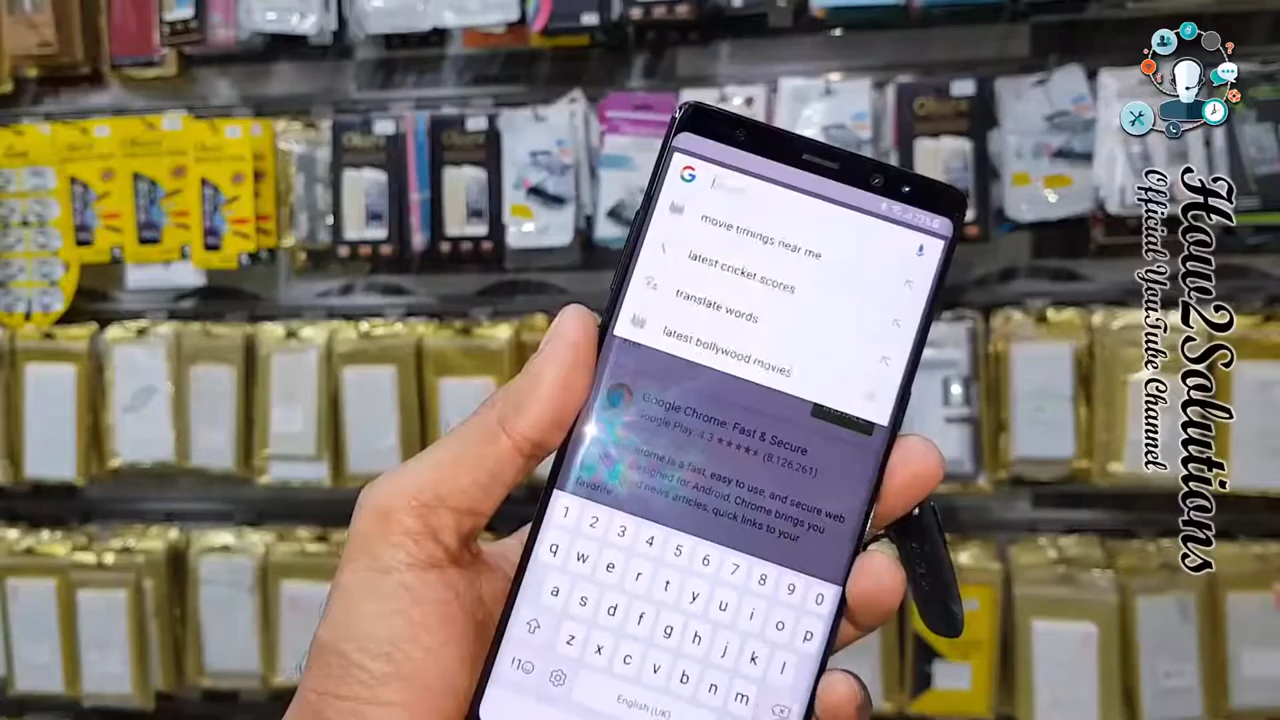 movie timings near me
latest cricket scores
translate words
latest bollywood movies
INSTALL
Google Chrome: Fast & Secure
Google Play: 4.3 (8,126,261)
Chrome is a fast, easy to use, and secure web
designed for Android, Chrome brings you
news articles, quick links to your
favorite
1 2 3 4 5 6 7 8 9 0
q w e r t y u i o p
a s d f g h j k l
z x c v b n m
!1☺
English (UK)
How2Solutions
Official YouTube Channel